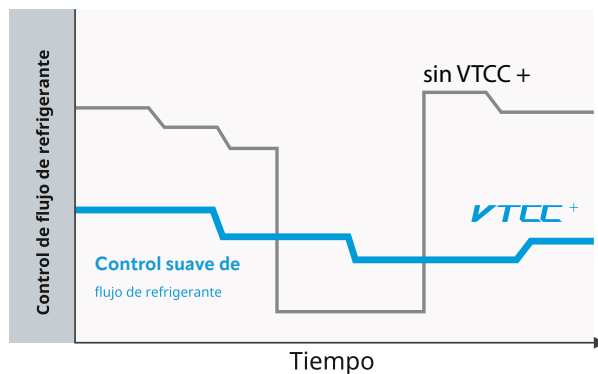 Control de flujo de refrigerante
sin VTCC +
VTCC +
Control suave de
flujo de refrigerante
Tiempo